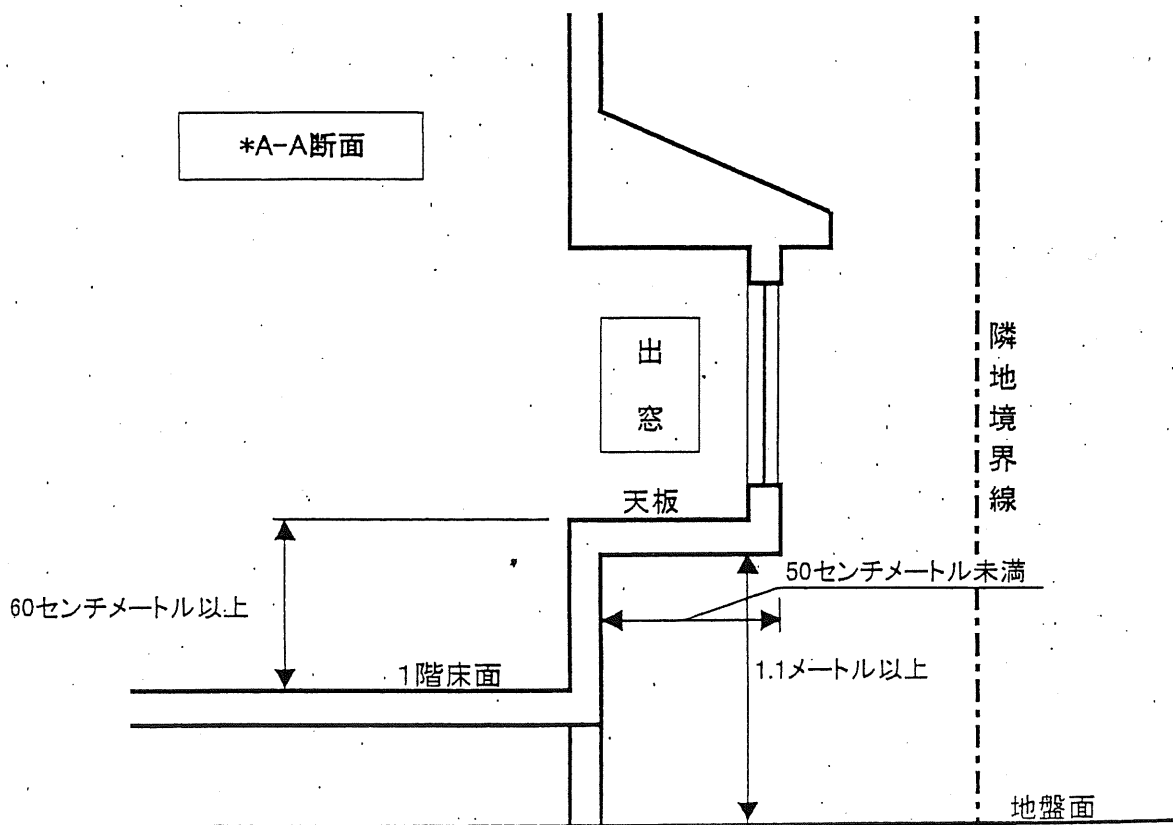 *A-A断面
出
窓
隣地境界線
天板
50センチメートル未満
60センチメートル以上
1階床面
1.1メートル以上
地盤面